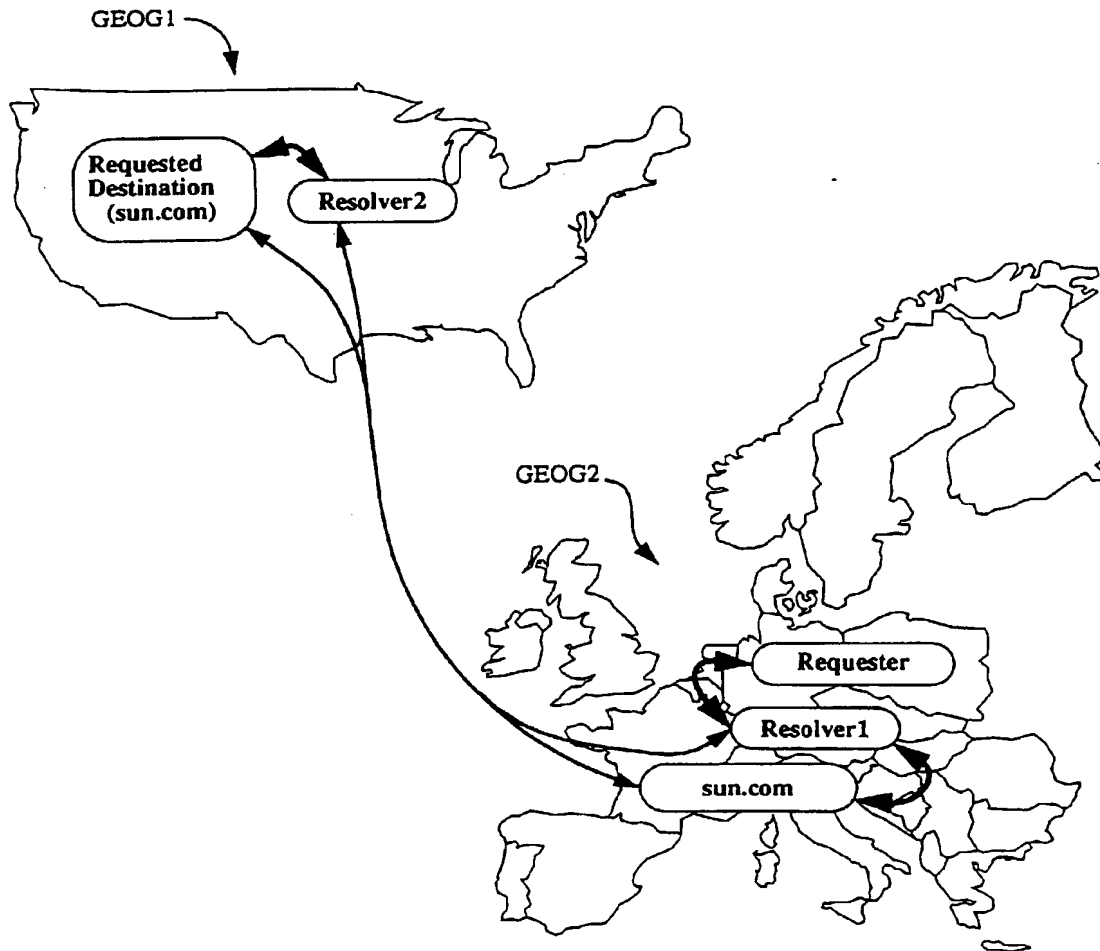 GEOG1
Requested
Destination
(sun.com)
Resolver2
GEOG2
Requester
Resolver1
sun.com